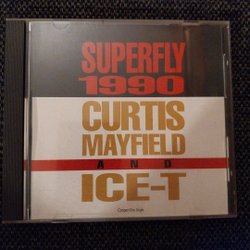 SUPERFLY
1990
CURTIS
MAYFIELD
AND
ICE-T